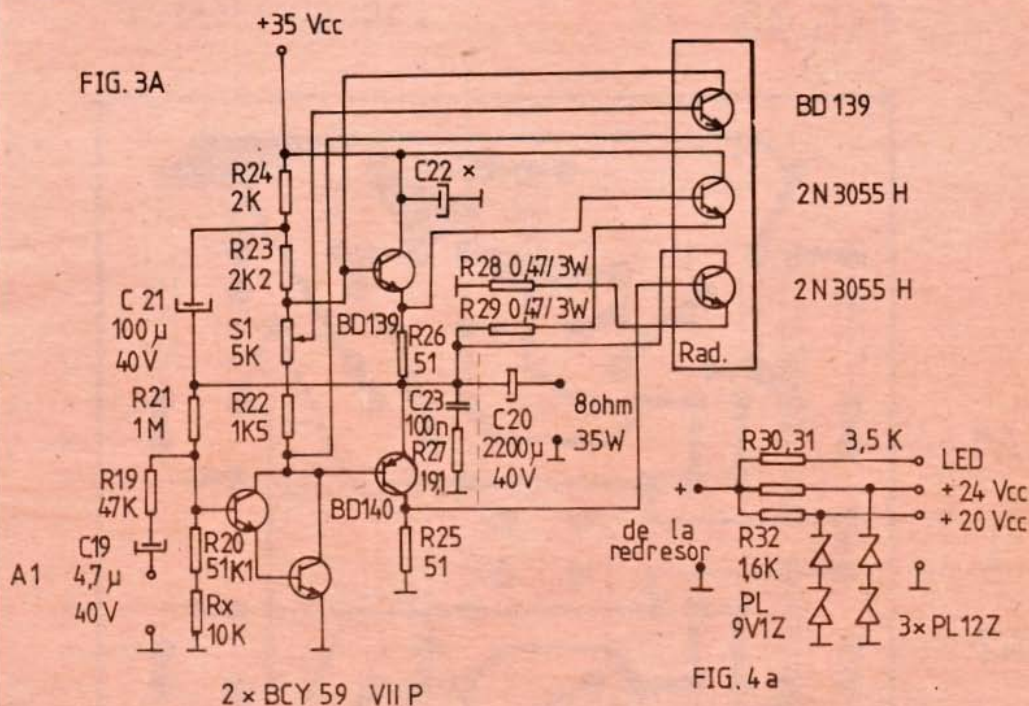 +35 Vcc
FIG. 3A
BD 139
C22 ×
R24
2K
2N 3055 H
R23
2K2
R28 0,47/3W
2N 3055 H
C 21
100 µ
40 V
S1
5K
BD139
R29 0,47/3W
R26
51
Rad.
R21
1M
R22
1K5
C23
100n
C20
2200 µ
40V
8ohm
35W
R27
19,1
R30,31
3,5 K
LED
+
+ 24 Vcc
+ 20 Vcc
R19
47K
BD140
de la
redresor
R32
1,6K
A1
C19
4,7 µ
40 V
R20
51K1
R25
51
Rx
10K
PL
9V1Z
3× PL12Z
2 × BCY 59 VII P
FIG. 4 a